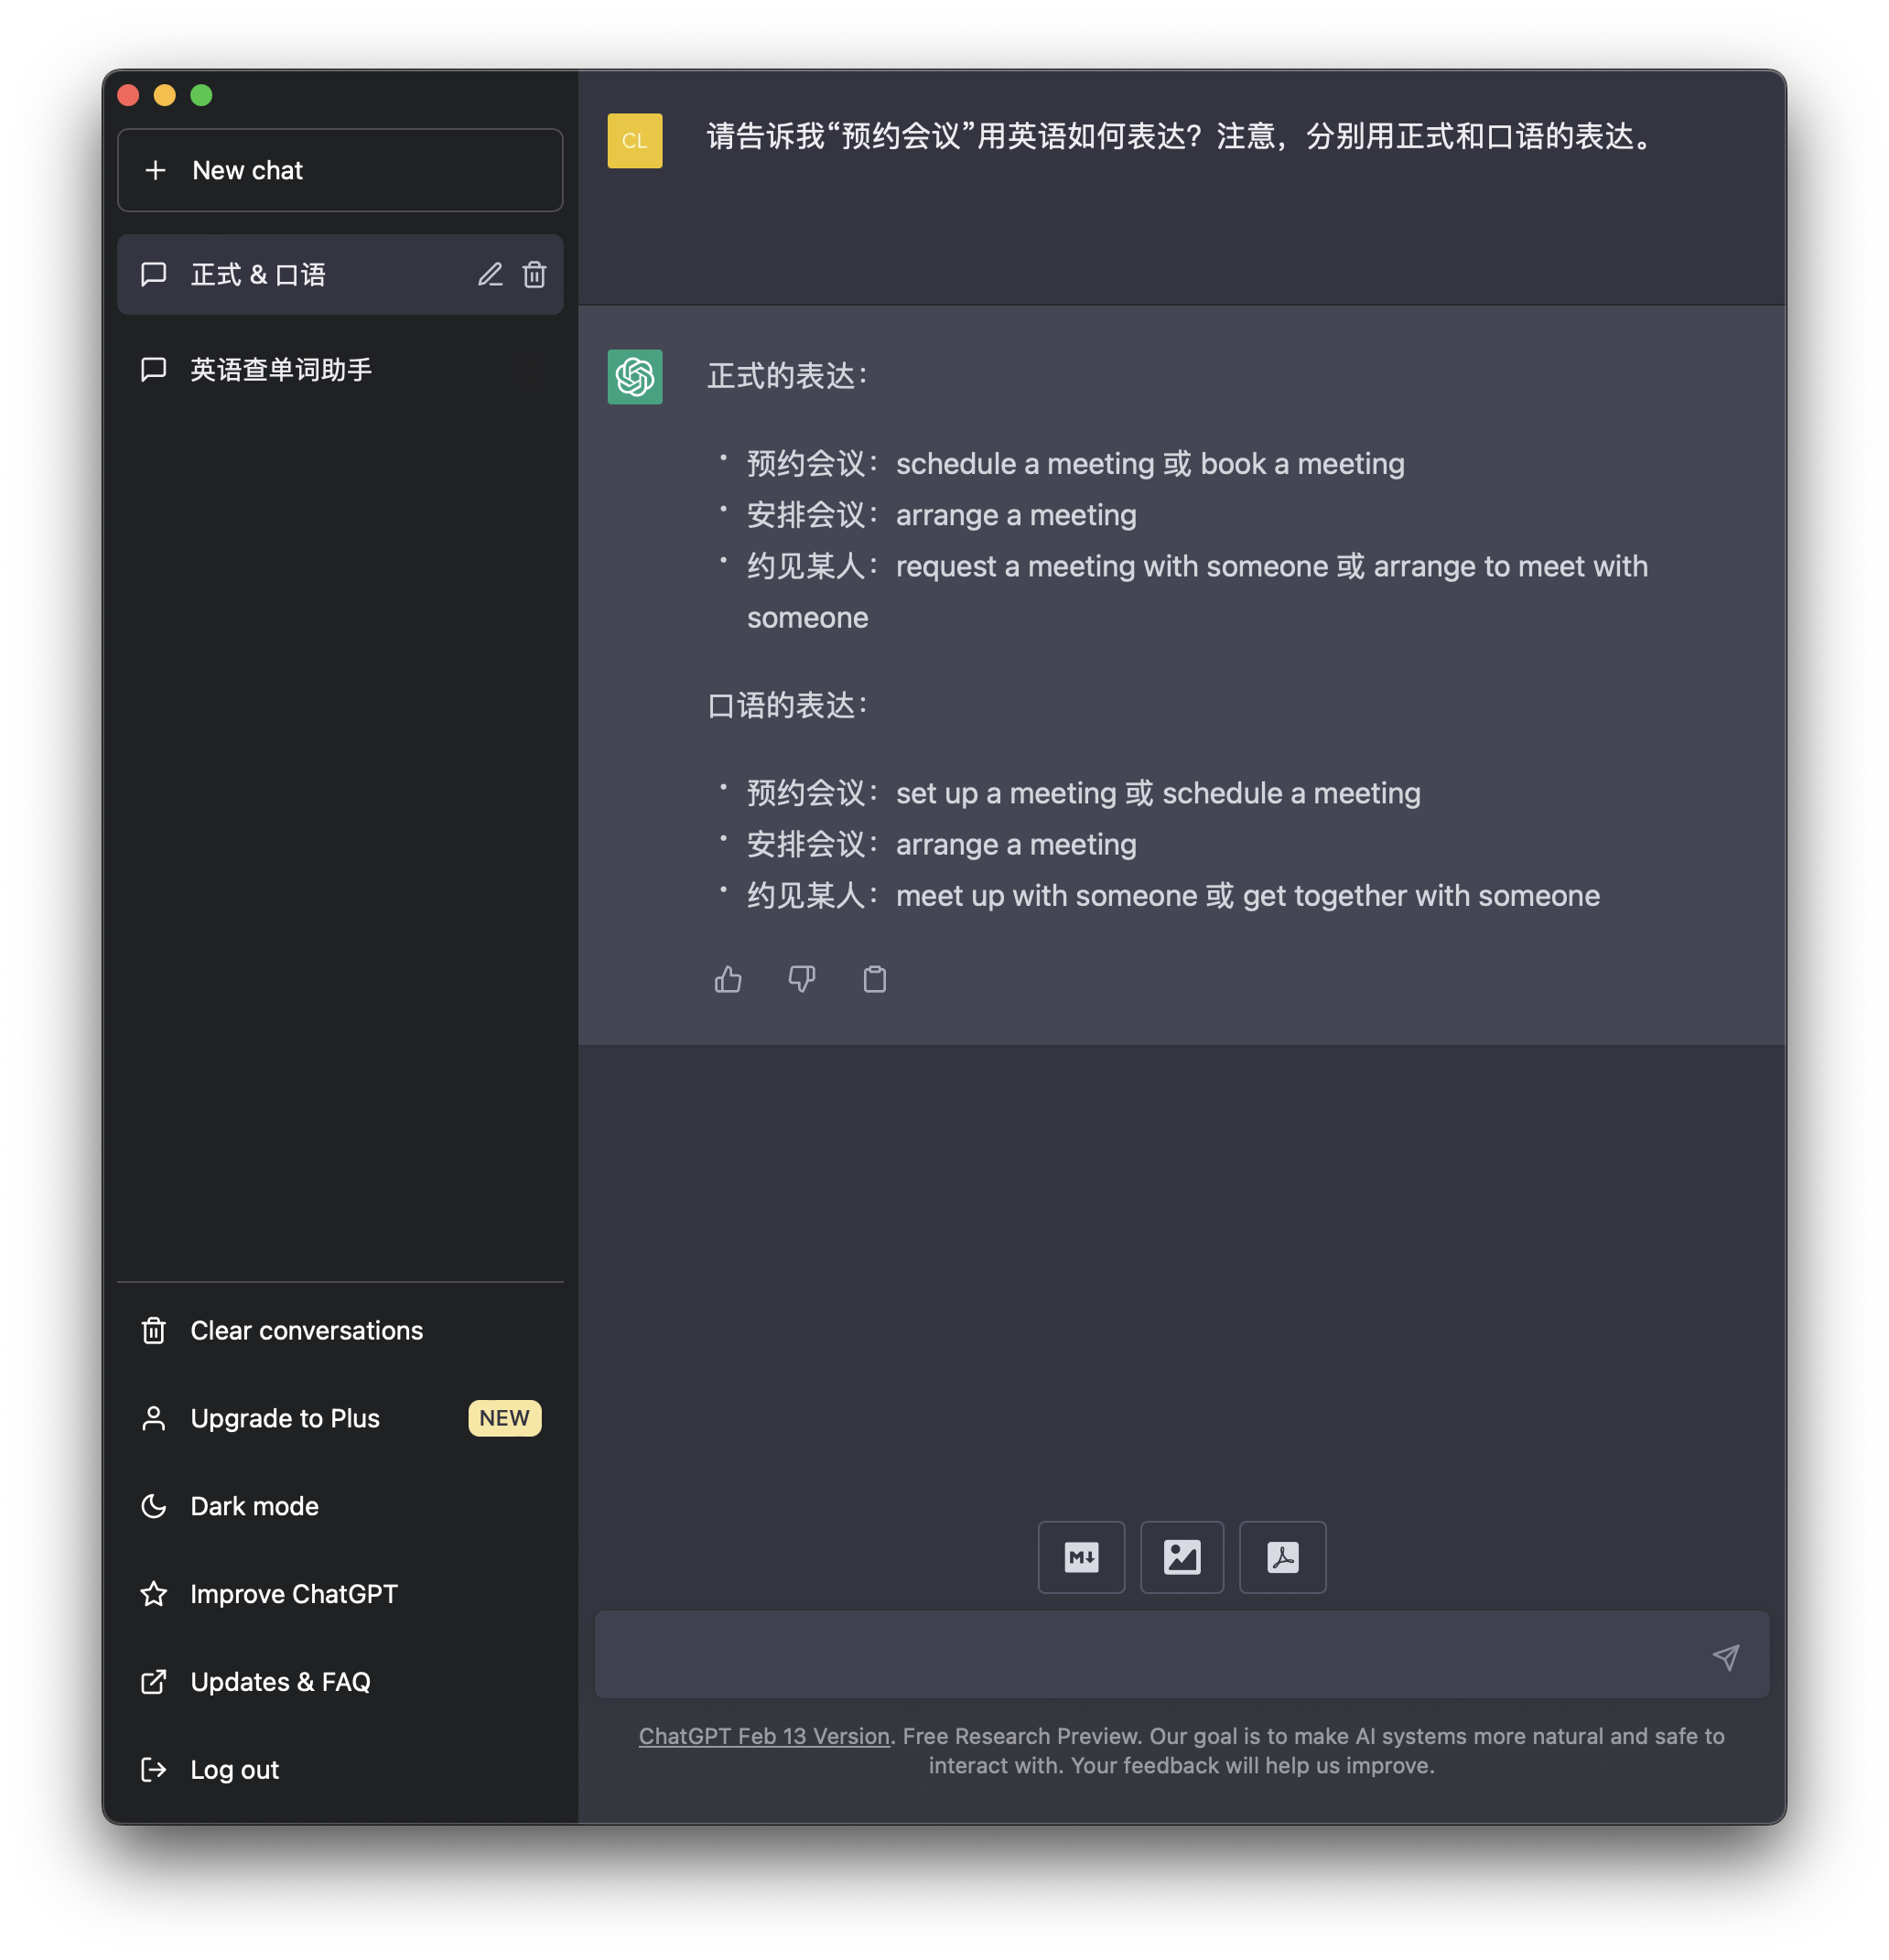 New chat
正式 & 口语
英语查单词助手
Clear conversations
Upgrade to Plus NEW
Dark mode
Improve ChatGPT
Updates & FAQ
Log out
CL
请告诉我“预约会议”用英语如何表达？注意，分别用正式和口语的表达。
正式的表达：
• 预约会议：schedule a meeting 或 book a meeting
• 安排会议：arrange a meeting
• 约见某人：request a meeting with someone 或 arrange to meet with
someone
口语的表达：
• 预约会议：set up a meeting 或 schedule a meeting
• 安排会议：arrange a meeting
• 约见某人：meet up with someone 或 get together with someone
M
ChatGPT Feb 13 Version. Free Research Preview. Our goal is to make AI systems more natural and safe to
interact with. Your feedback will help us improve.